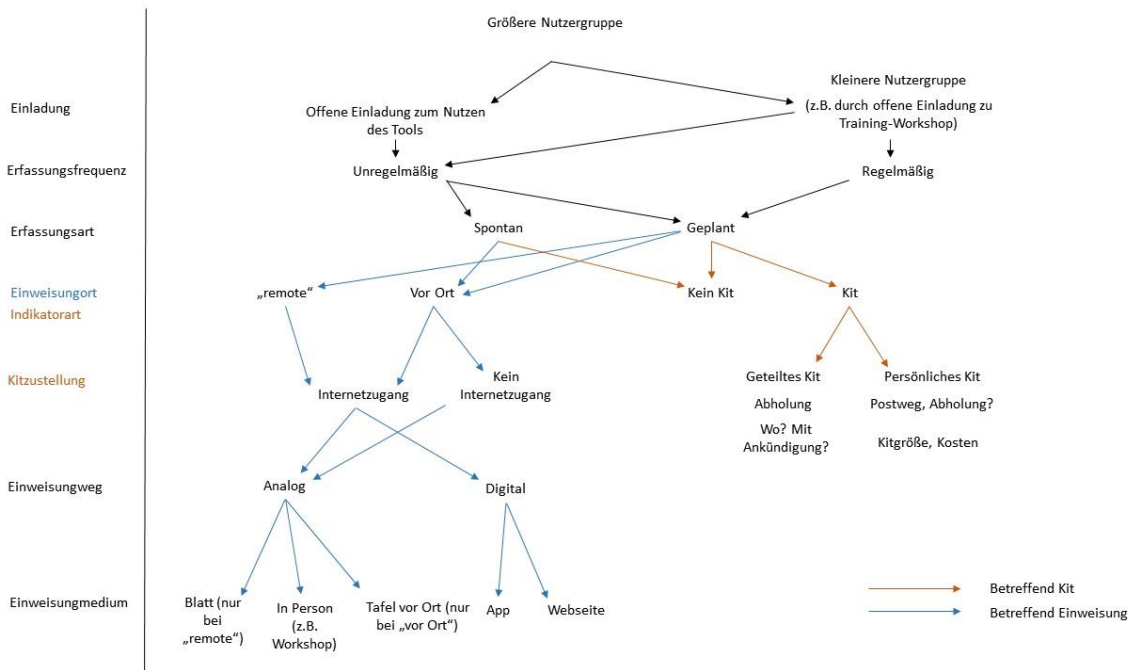 Größere Nutzergruppe
Kleinere Nutzergruppe
Einladung
Offene Einladung zum Nutzen
des Tools
(z.B. durch offene Einladung zu
Training-Workshop)
Erfassungsfrequenz
Unregelmäßig
Regelmäßig
Erfassungsart
Spontan
Geplant
Einweisungort
Indikatorart
„remote“
Vor Ort
Kein Kit
Kit
Kitzustellung
Internetzugang
Kein
Internetzugang
Geteiltes Kit
Abholung
Wo? Mit
Ankündigung?
Persönliches Kit
Postweg, Abholung?
Kitgröße, Kosten
Einweisungweg
Analog
Digital
Einweisungmedium
Blatt (nur
bei
„remote“)
In Person
(z.B.
Workshop)
Tafel vor Ort (nur
bei „vor Ort“)
App
Webseite
Betreffend Kit
Betreffend Einweisung